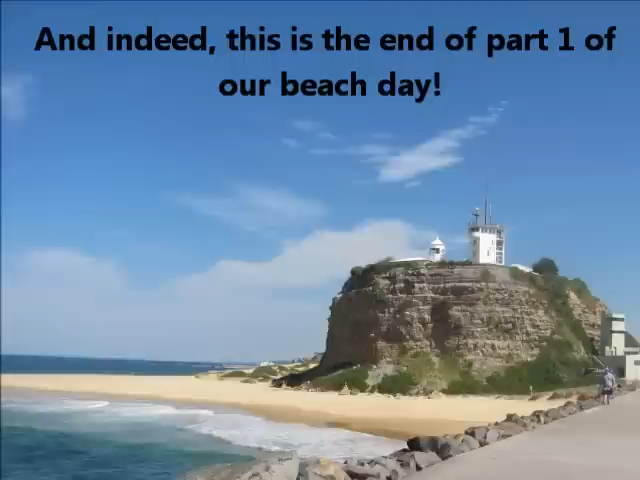 And indeed, this is the end of part 1 of
our beach day!